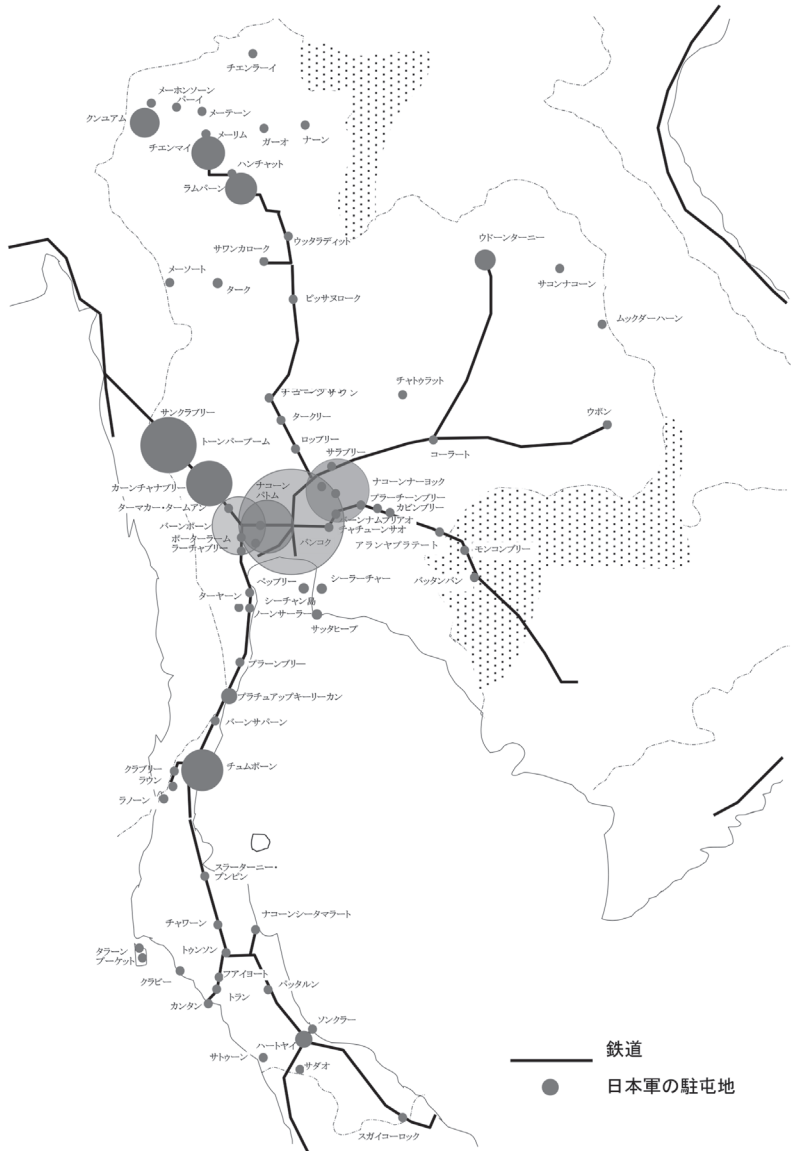 チエンラーイ
メーホンソーン
パーイ
メーテーン
クンユアム
メーリム
ガーオ
ナーン
チエンマイ
ハンチャット
ラムパーン
ウッタラディット
サワンカローク
ウドーンターニー
メーソート
ターク
サコンナコーン
ピッサヌローク
ムックダーハーン
チャトゥラット
サンクラブリー
タークリー
ウボン
トーンパープーム
ロッブリー
サラブリー
コーラート
カーンチャナブリー
ナコーン
パトム
ナコーンナーヨック
ターマカー・タームアン
プラーチーンブリー
カビンブリー
バーンポーン
バーンナムプリアオ
チャチューンサオ
ポーターラーム
ラーチャブリー
バンコク
アランヤプラテート
モンコンブリー
ペッブリー
シーラーチャー
バッタンバン
ターヤーン
シーチャン島
ノーンサーラー
サッタヒープ
プラーンブリー
プラチュアップキーリーカン
バーンサパーン
クラブリー
チュムポーン
ラウン
ラノーン
スラーターニー・
プンピン
チャワーン
ナコーンシータマラート
トゥンソン
タラーン
プーケット
フアイヨート
クラビー
パッタルン
トラン
カンタン
ソンクラー
ハートヤイ
サトゥーン
サダオ
スガイコーロック
鉄道
日本軍の駐屯地